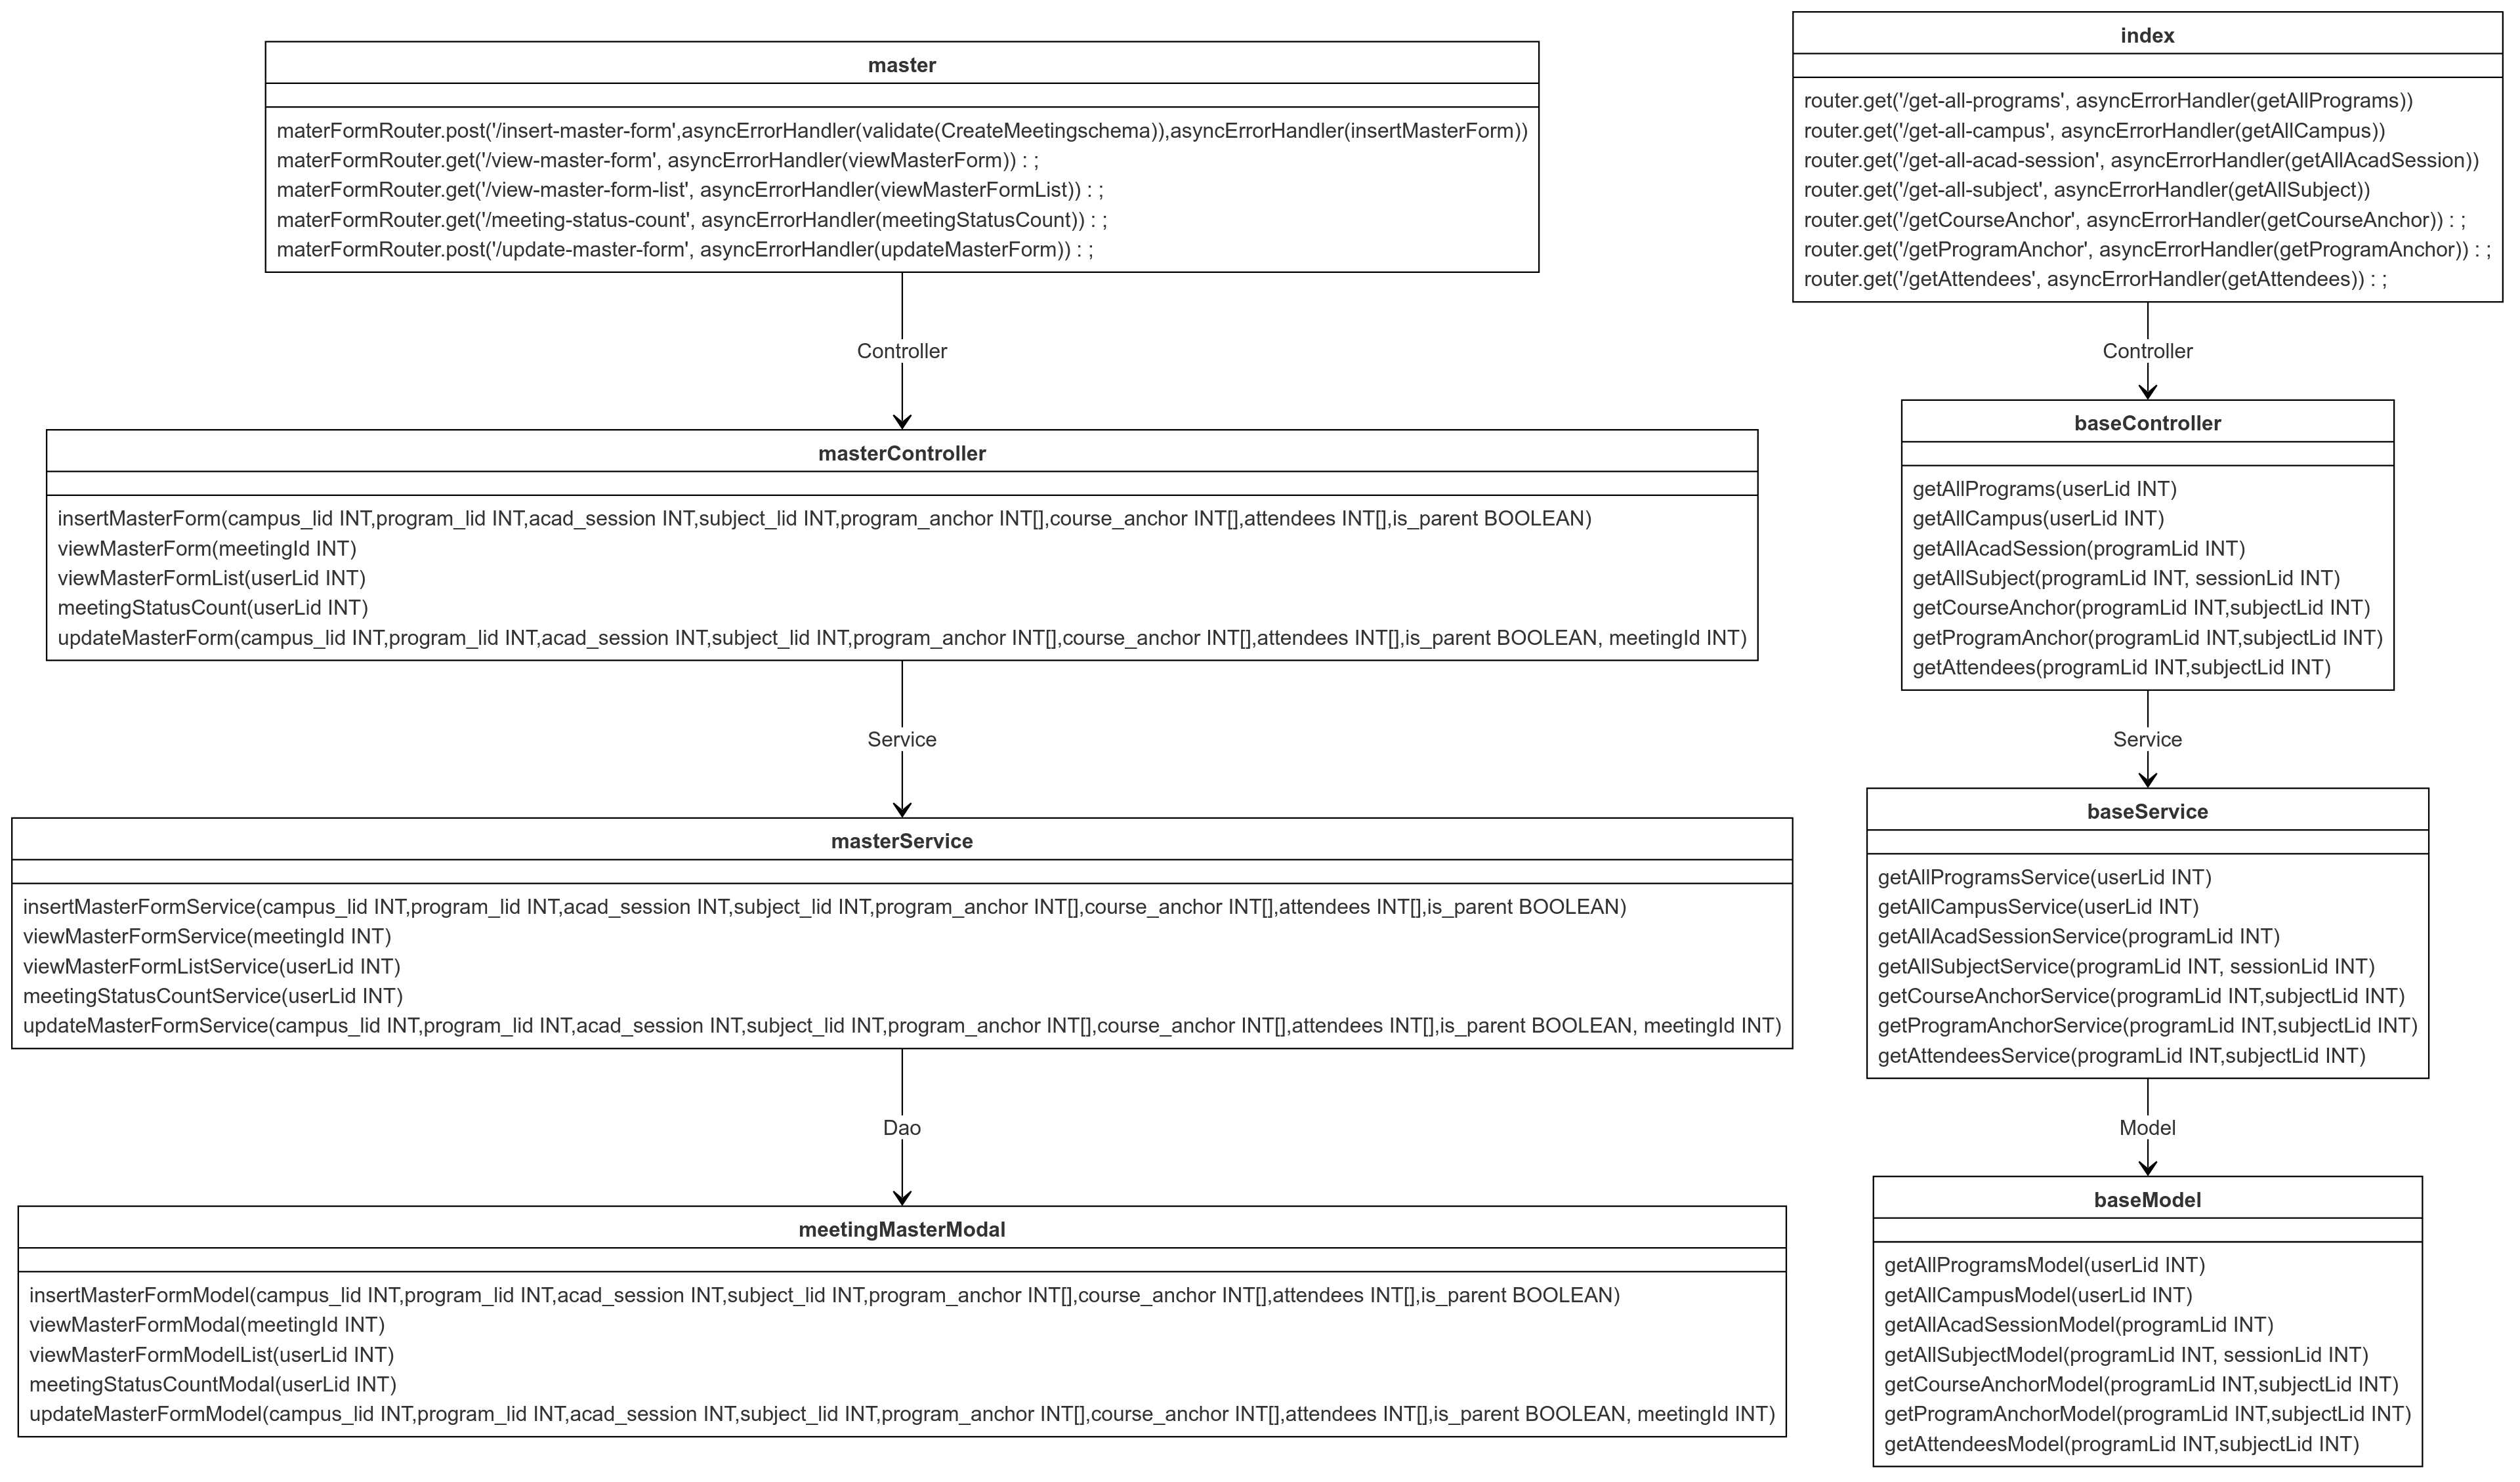 master
materFormRouter.post('/insert-master-form',asyncErrorHandler(validate(CreateMeetingschema)),asyncErrorHandler(insertMasterForm))
materFormRouter.get('/view-master-form', asyncErrorHandler(viewMasterForm)) : ;
materFormRouter.get('/view-master-form-list', asyncErrorHandler(viewMasterFormList)) : ;
materFormRouter.get('/meeting-status-count', asyncErrorHandler(meetingStatusCount)) : ;
materFormRouter.post('/update-master-form', asyncErrorHandler(updateMasterForm)) : ;
Controller
masterController
insertMasterForm(campus_lid INT,program_lid INT,acad_session INT,subject_lid INT,program_anchor INT[],course_anchor INT[],attendees INT[],is_parent BOOLEAN)
viewMasterForm(meetingId INT)
viewMasterFormList(userLid INT)
meetingStatusCount(userLid INT)
updateMasterForm(campus_lid INT,program_lid INT,acad_session INT,subject_lid INT,program_anchor INT[],course_anchor INT[],attendees INT[],is_parent BOOLEAN, meetingId INT)
Service
masterService
insertMasterFormService(campus_lid INT,program_lid INT,acad_session INT,subject_lid INT,program_anchor INT[],course_anchor INT[],attendees INT[],is_parent BOOLEAN)
viewMasterFormService(meetingId INT)
viewMasterFormListService(userLid INT)
meetingStatusCountService(userLid INT)
updateMasterFormService(campus_lid INT,program_lid INT,acad_session INT,subject_lid INT,program_anchor INT[],course_anchor INT[],attendees INT[],is_parent BOOLEAN, meetingId INT)
Dao
meetingMasterModal
insertMasterFormModel(campus_lid INT,program_lid INT,acad_session INT,subject_lid INT,program_anchor INT[],course_anchor INT[],attendees INT[],is_parent BOOLEAN)
viewMasterFormModal(meetingId INT)
viewMasterFormModelList(userLid INT)
meetingStatusCountModal(userLid INT)
updateMasterFormModel(campus_lid INT,program_lid INT,acad_session INT,subject_lid INT,program_anchor INT[],course_anchor INT[],attendees INT[],is_parent BOOLEAN, meetingId INT)
index
router.get('/get-all-programs', asyncErrorHandler(getAllPrograms))
router.get('/get-all-campus', asyncErrorHandler(getAllCampus))
router.get('/get-all-acad-session', asyncErrorHandler(getAllAcadSession))
router.get('/get-all-subject', asyncErrorHandler(getAllSubject))
router.get('/getCourseAnchor', asyncErrorHandler(getCourseAnchor)) : ;
router.get('/getProgramAnchor', asyncErrorHandler(getProgramAnchor)) : ;
router.get('/getAttendees', asyncErrorHandler(getAttendees)) : ;
Controller
baseController
getAllPrograms(userLid INT)
getAllCampus(userLid INT)
getAllAcadSession(programLid INT)
getAllSubject(programLid INT, sessionLid INT)
getCourseAnchor(programLid INT,subjectLid INT)
getProgramAnchor(programLid INT,subjectLid INT)
getAttendees(programLid INT,subjectLid INT)
Service
baseService
getAllProgramsService(userLid INT)
getAllCampusService(userLid INT)
getAllAcadSessionService(programLid INT)
getAllSubjectService(programLid INT, sessionLid INT)
getCourseAnchorService(programLid INT,subjectLid INT)
getProgramAnchorService(programLid INT,subjectLid INT)
getAttendeesService(programLid INT,subjectLid INT)
Model
baseModel
getAllProgramsModel(userLid INT)
getAllCampusModel(userLid INT)
getAllAcadSessionModel(programLid INT)
getAllSubjectModel(programLid INT, sessionLid INT)
getCourseAnchorModel(programLid INT,subjectLid INT)
getProgramAnchorModel(programLid INT,subjectLid INT)
getAttendeesModel(programLid INT,subjectLid INT)